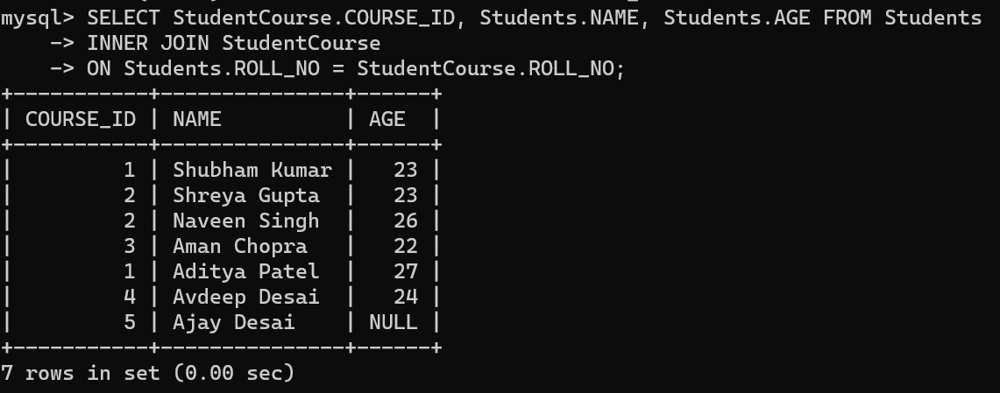 mysql> SELECT StudentCourse.COURSE_ID, Students.NAME, Students.AGE FROM Students
    -> INNER JOIN StudentCourse
    -> ON Students.ROLL_NO = StudentCourse.ROLL_NO;
+-----------+--------------+------+
| COURSE_ID | NAME         | AGE  |
+-----------+--------------+------+
|         1 | Shubham Kumar |   23 |
|         2 | Shreya Gupta  |   23 |
|         2 | Naveen Singh  |   26 |
|         3 | Aman Chopra   |   22 |
|         1 | Aditya Patel  |   27 |
|         4 | Avdeep Desai  |   24 |
|         5 | Ajay Desai    | NULL |
+-----------+---------------+------+
7 rows in set (0.00 sec)